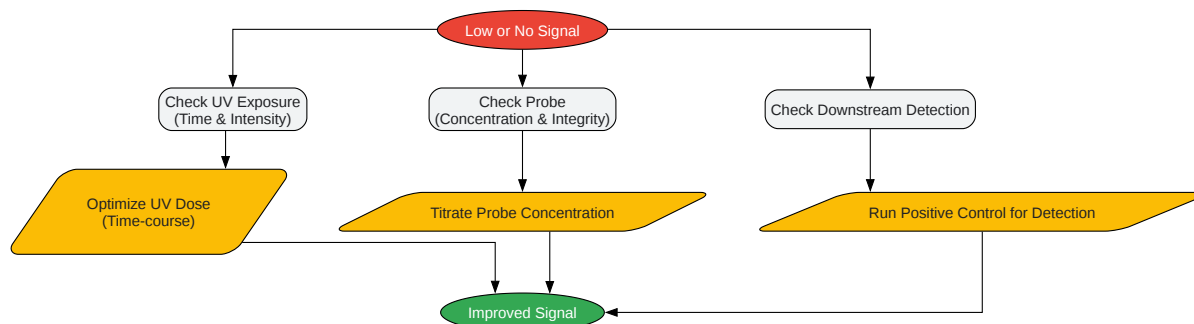 Low or No Signal
Check UV Exposure
(Time & Intensity)
Check Probe
(Concentration & Integrity)
Check Downstream Detection
Optimize UV Dose
(Time-course)
Titrate Probe Concentration
Run Positive Control for Detection
Improved Signal